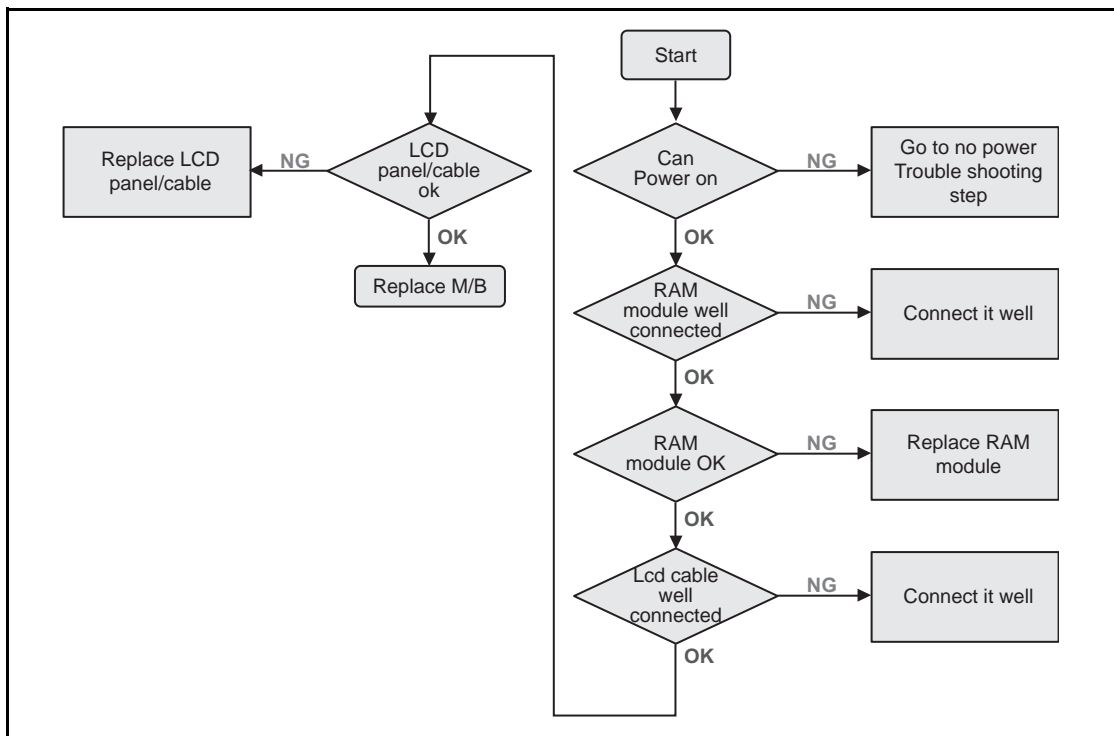 Start
Can
Power on
NG
Go to no power
Trouble shooting
step
OK
RAM
module well
connected
NG
Connect it well
OK
RAM
module OK
NG
Replace RAM
module
OK
Lcd cable
well
connected
NG
Connect it well
OK
LCD
panel/cable
ok
NG
Replace LCD
panel/cable
OK
Replace M/B